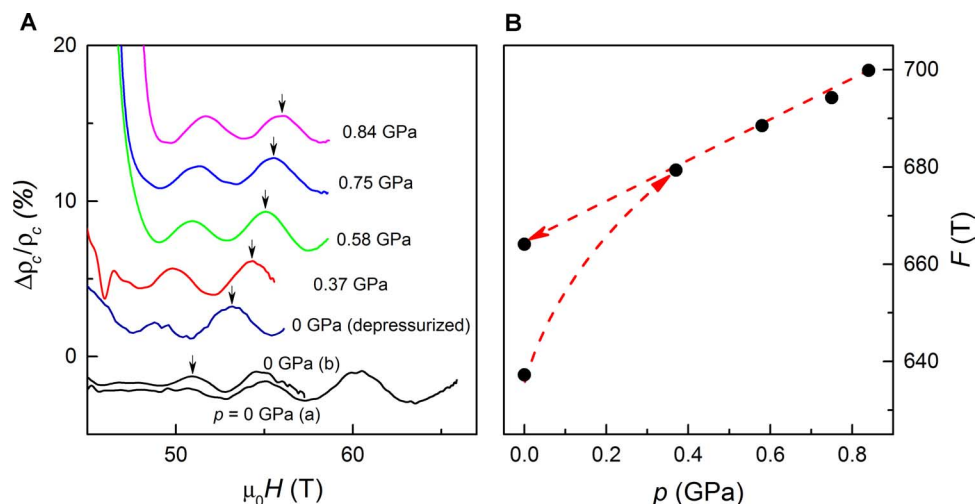 A
B
20
10
0
Δρc/ρc (%)
0.84 GPa
0.75 GPa
0.58 GPa
0.37 GPa
0 GPa (depressurized)
0 GPa (b)
p = 0 GPa (a)
50
60
μ0H (T)
700
680
660
640
F (T)
0.0
0.2
0.4
0.6
0.8
p (GPa)